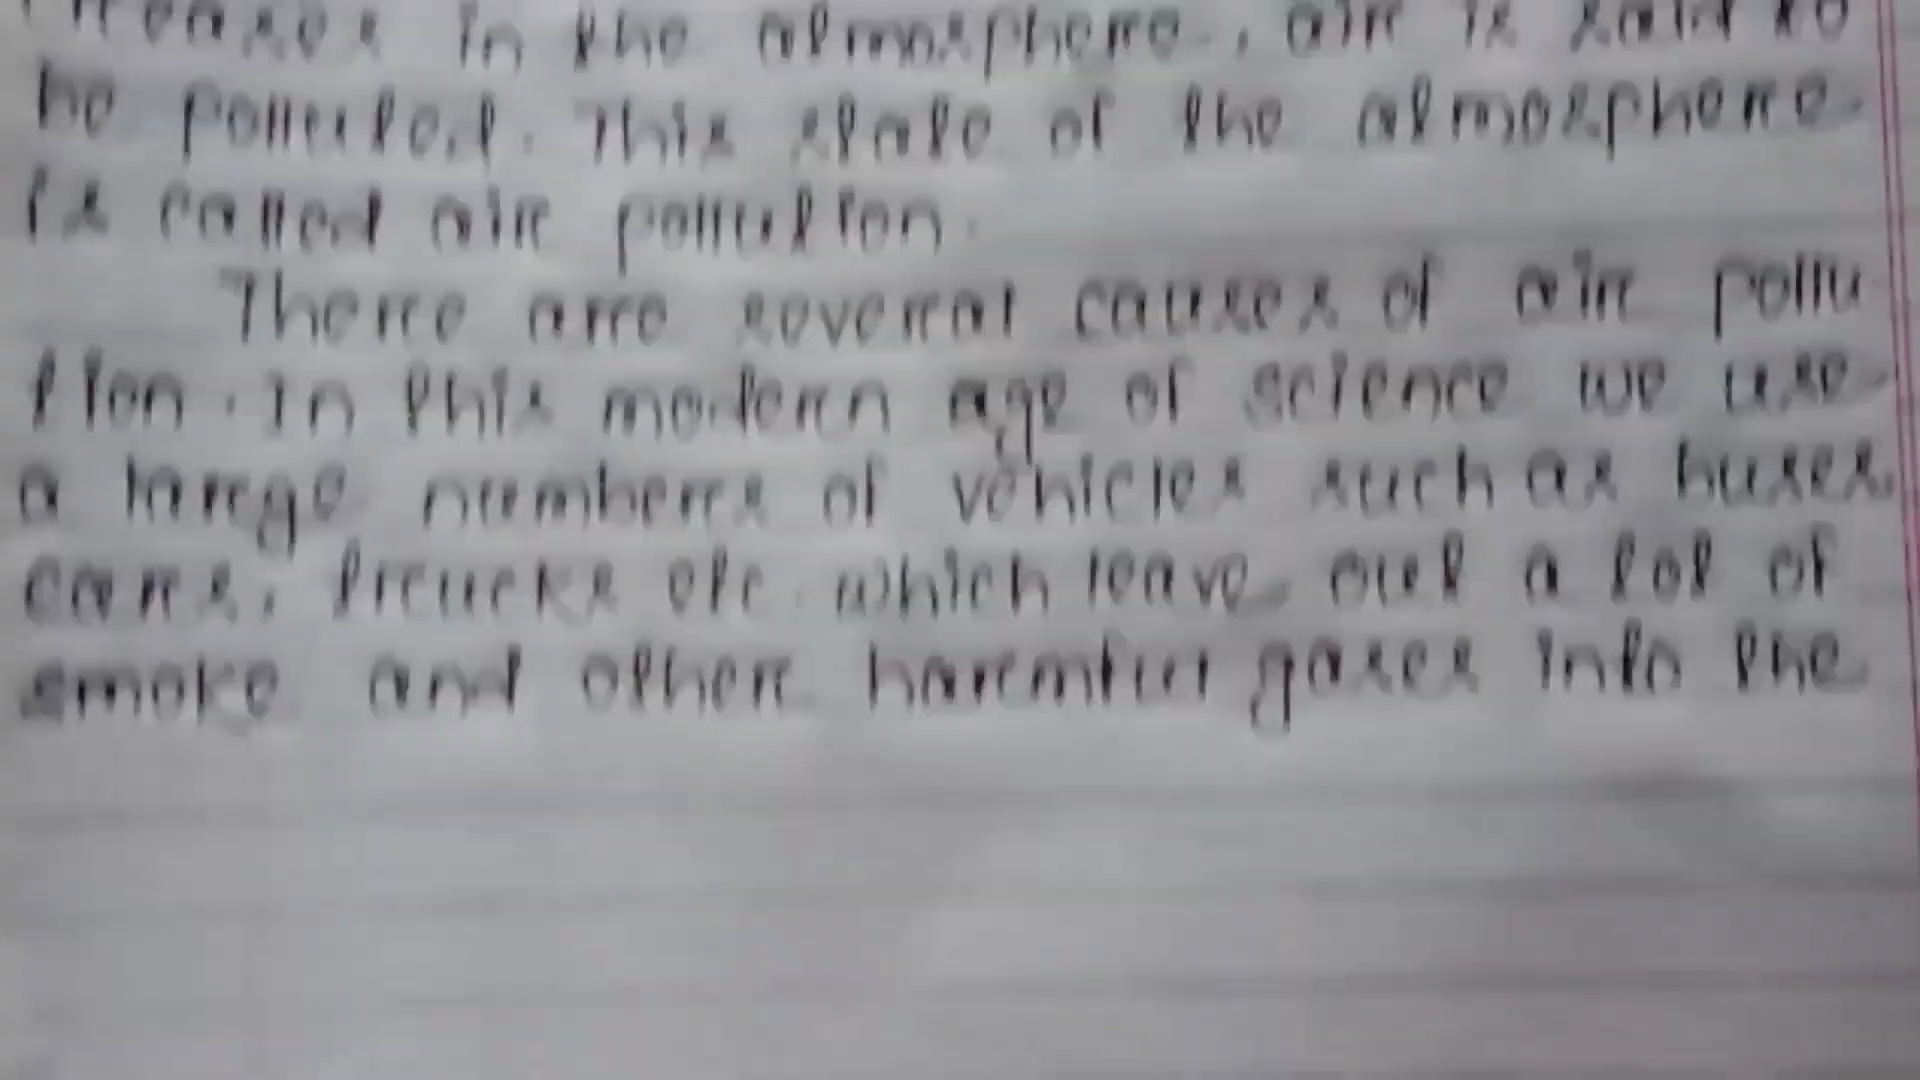 increases in the atmosphere, air is said to
be polluted. This state of the atmosphere
is called air pollution.
There are several causes of air pollu
tion. In this modern age of science we use
a large numbers of vehicles such as buses,
cars, trucks etc. which leave out a lot of
smoke and other harmful gases into the